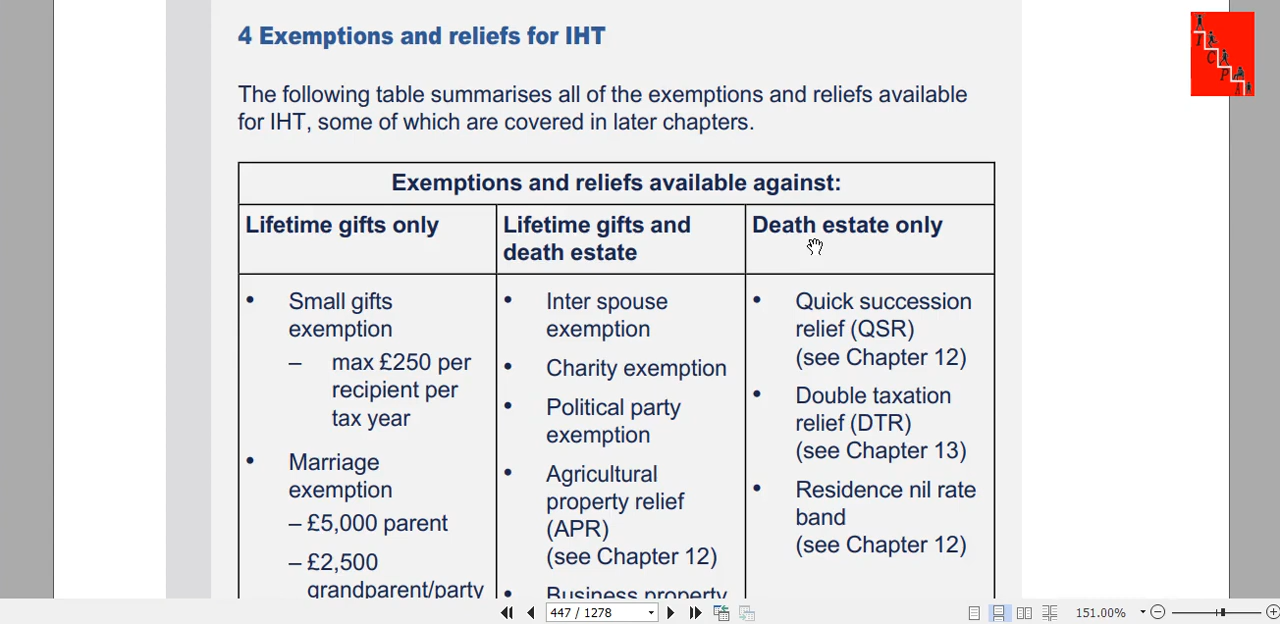 4 Exemptions and reliefs for IHT
The following table summarises all of the exemptions and reliefs available
for IHT, some of which are covered in later chapters.
Exemptions and reliefs available against:
Lifetime gifts only
• Small gifts
exemption
– max £250 per
recipient per
tax year
• Marriage
exemption
– £5,000 parent
– £2,500
grandparent/party
Lifetime gifts and
death estate
• Inter spouse
exemption
• Charity exemption
• Political party
exemption
• Agricultural
property relief
(APR)
(see Chapter 12)
• Business property
Death estate only
• Quick succession
relief (QSR)
(see Chapter 12)
• Double taxation
relief (DTR)
(see Chapter 13)
• Residence nil rate
band
(see Chapter 12)
T
C
P
A
447 / 1278
151.00%